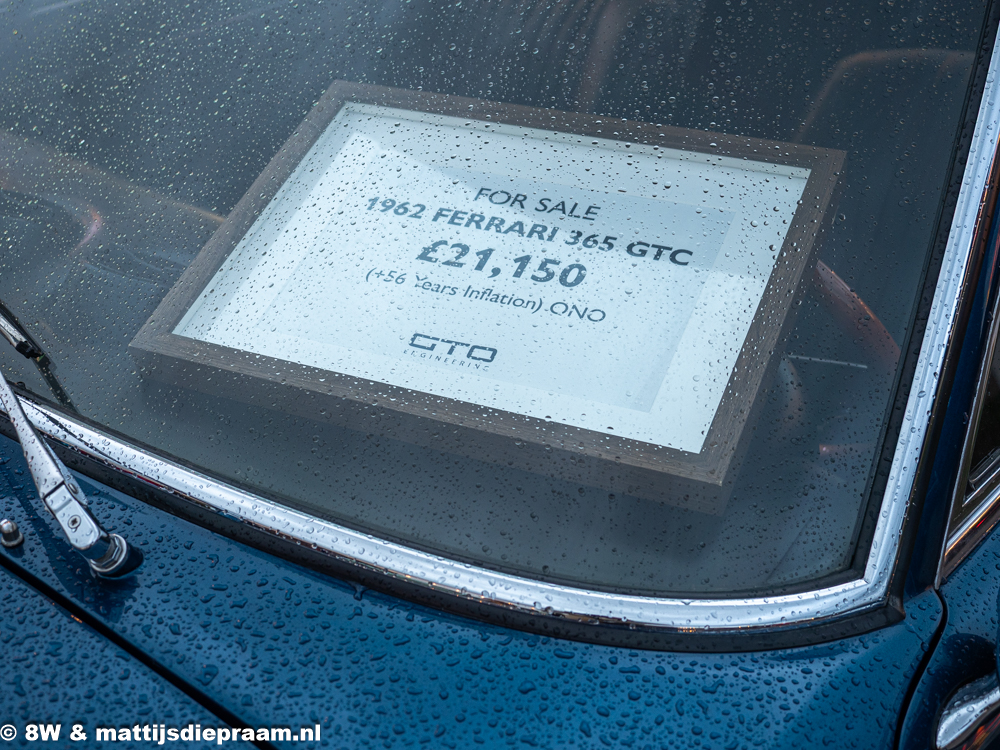 FOR SALE
1962 FERRARI 365 GTC
£21,150
(+56 Years Inflation) ONO
GTO
ENGINEERING
© 8W & mattijsdiepraam.nl